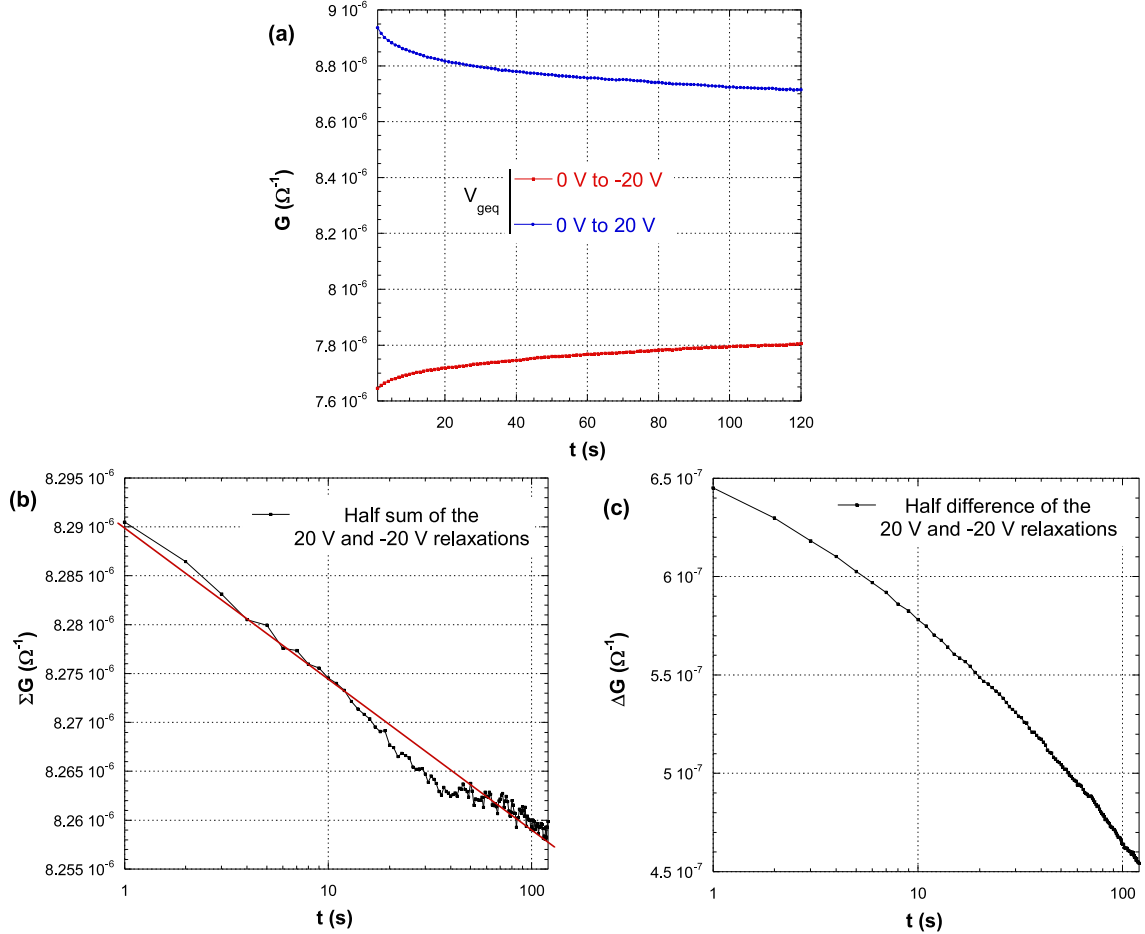 (a)
9 10⁻⁶
8.8 10⁻⁶
8.6 10⁻⁶
8.4 10⁻⁶
8.2 10⁻⁶
8 10⁻⁶
7.8 10⁻⁶
7.6 10⁻⁶
G (Ω⁻¹)
V_geq
0 V to -20 V
0 V to 20 V
20 40 60 80 100 120
t (s)
(b)
8.295 10⁻⁶
8.29 10⁻⁶
8.285 10⁻⁶
8.28 10⁻⁶
8.275 10⁻⁶
8.27 10⁻⁶
8.265 10⁻⁶
8.26 10⁻⁶
8.255 10⁻⁶
ΣG (Ω⁻¹)
Half sum of the
20 V and -20 V relaxations
1 10 100
t (s)
(c)
6.5 10⁻⁷
6 10⁻⁷
5.5 10⁻⁷
5 10⁻⁷
4.5 10⁻⁷
ΔG (Ω⁻¹)
Half difference of the
20 V and -20 V relaxations
1 10 100
t (s)